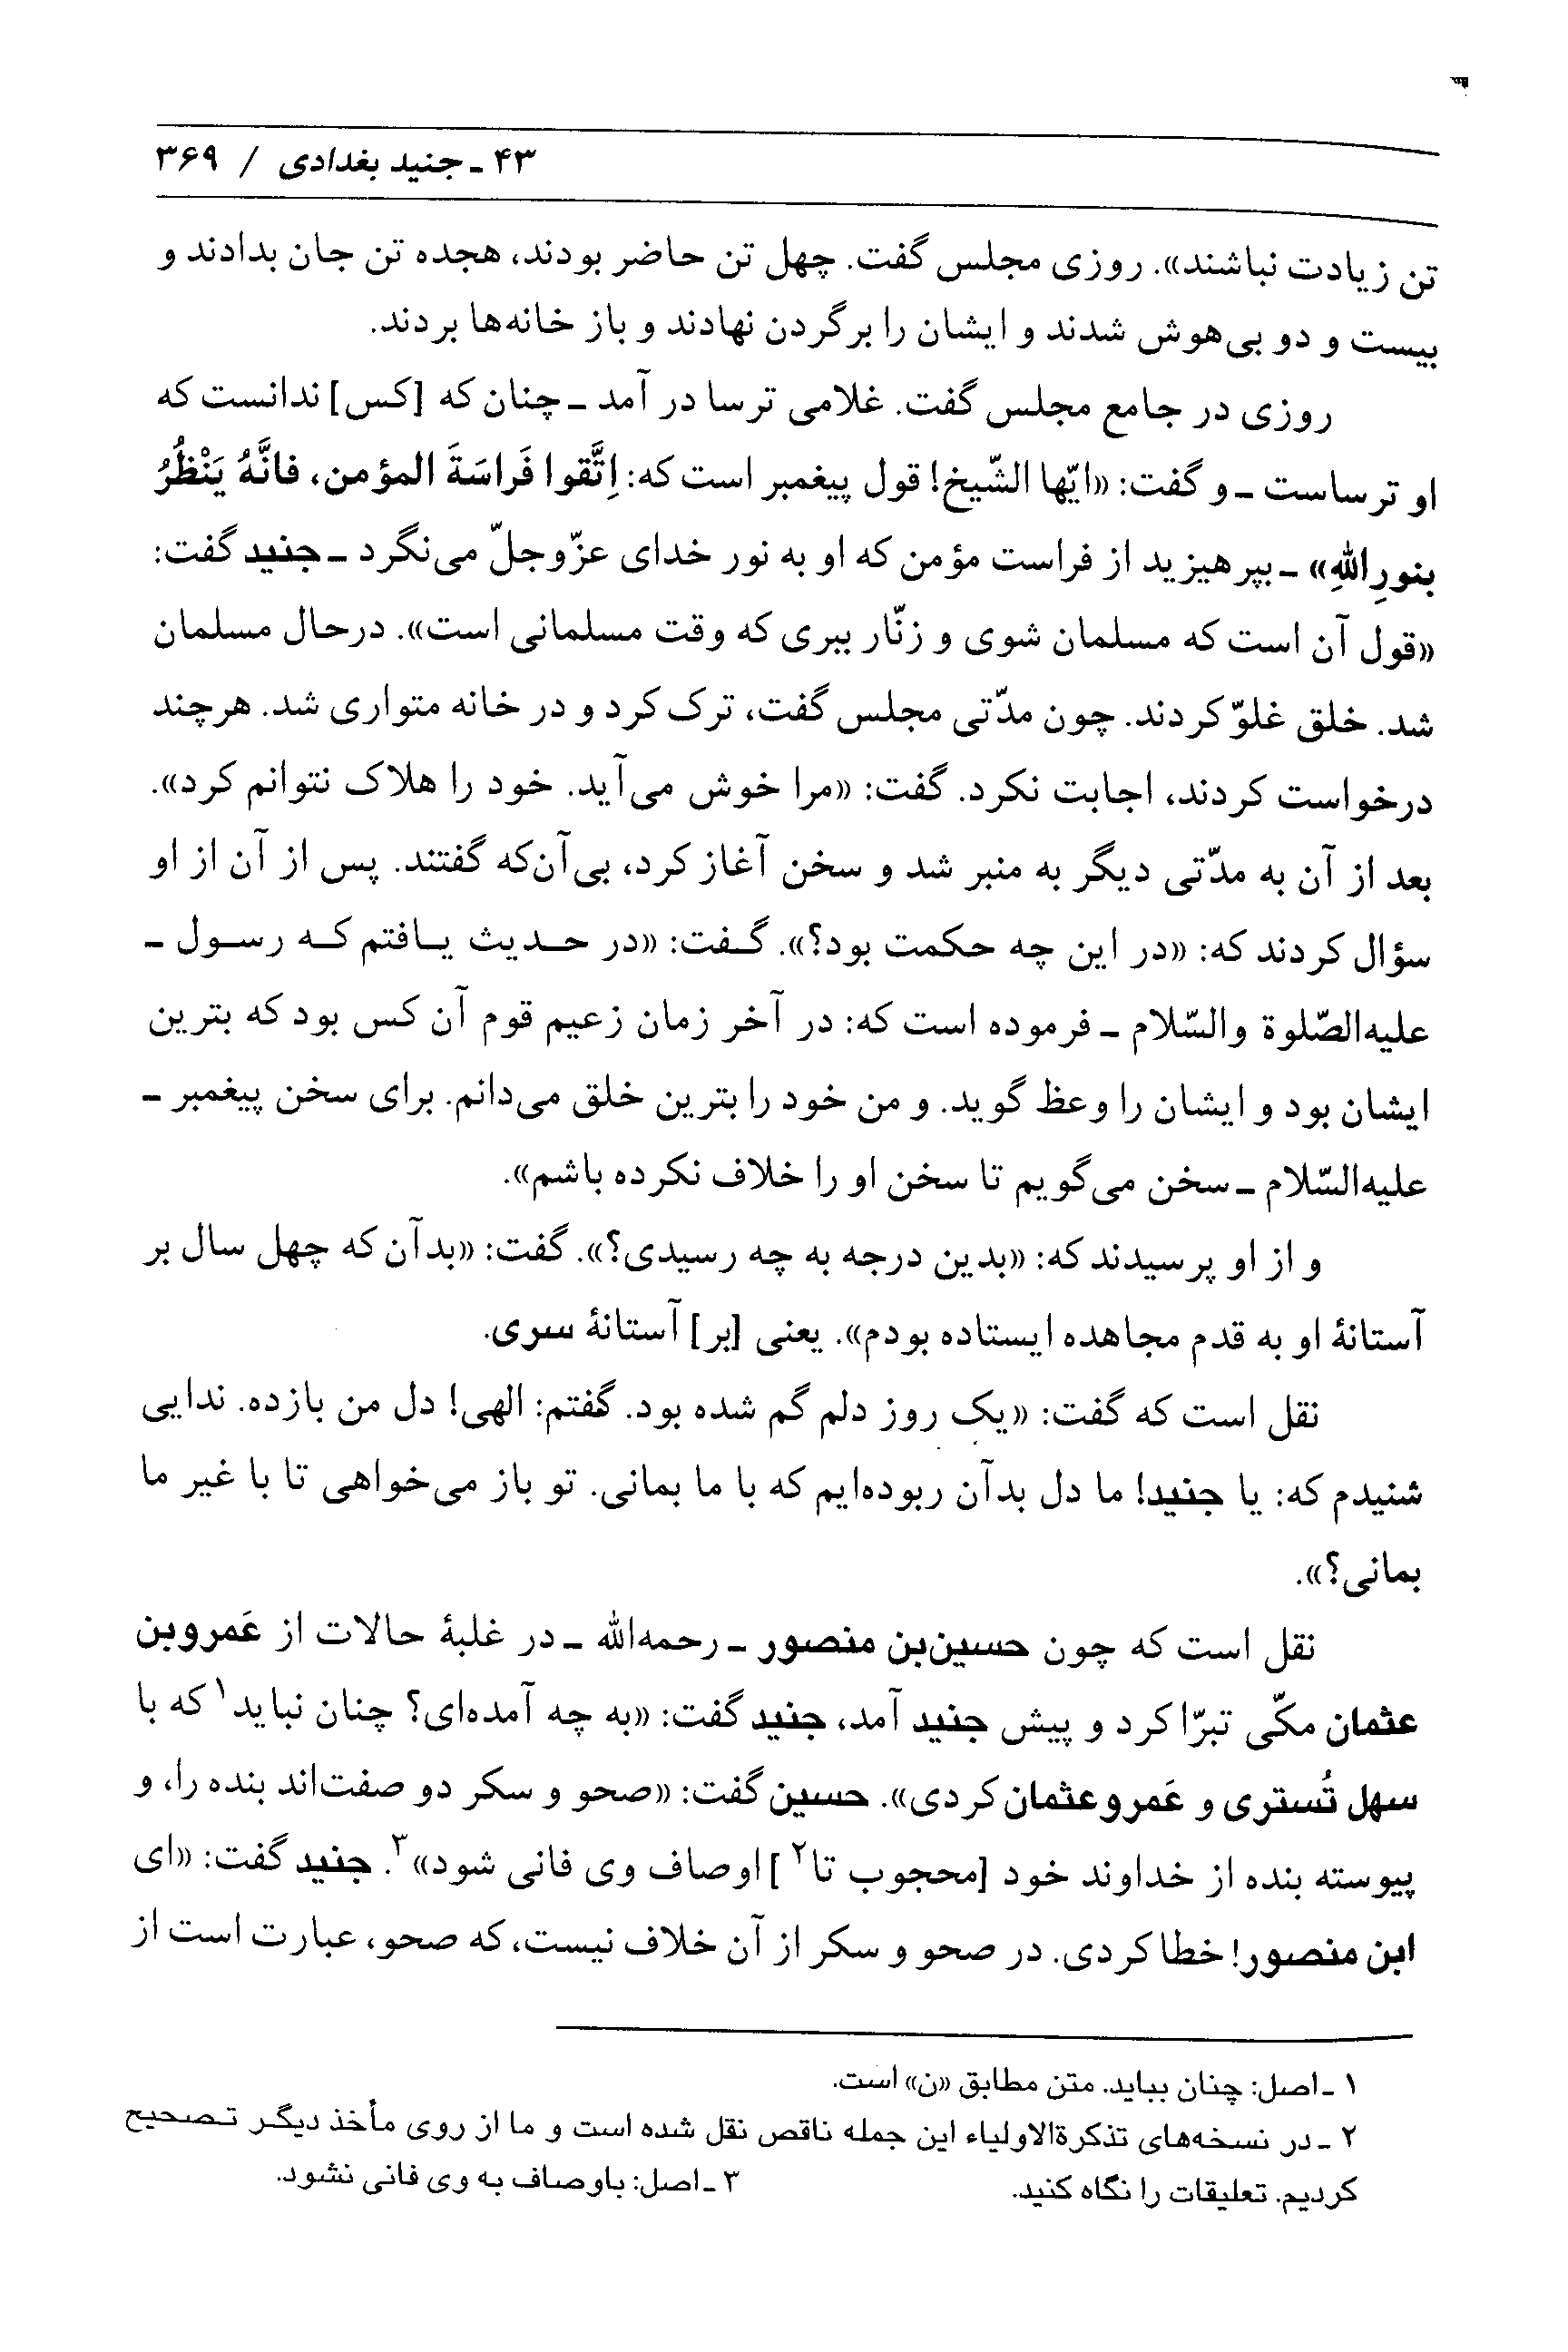 ۴۳ ـ جنید بغدادی / ۳۶۹
تن زیادت نباشند». روزی مجلس گفت. چهل تن حاضر بودند، هجده تن جان بدادند و
بیست و دو بی‌هوش شدند و ایشان را برگردن نهادند و باز خانه‌ها بردند.
روزی در جامع مجلس گفت. غلامی ترسا در آمد ـ چنان که [کس] ندانست که
او ترساست ـ و گفت: «ایّها الشّیخ! قول پیغمبر است که: اِتَّقوا فَراسَةَ المؤمن، فانَّهُ یَنْظُرُ
بنورِاللهِ» ـ بپرهیزید از فراست مؤمن که او به نور خدای عزّوجلّ می‌نگرد ـ جنید گفت:
«قول آن است که مسلمان شوی و زنّار ببری که وقت مسلمانی است». درحال مسلمان
شد. خلق غلوّ کردند. چون مدّتی مجلس گفت، ترک کرد و در خانه متواری شد. هرچند
درخواست کردند، اجابت نکرد. گفت: «مرا خوش می‌آید. خود را هلاک نتوانم کرد».
بعد از آن به مدّتی دیگر به منبر شد و سخن آغاز کرد، بی‌آن‌که گفتند. پس از آن از او
سؤال کردند که: «در این چه حکمت بود؟». گفت: «در حدیث یافتم که رسول ـ
علیه‌الصّلوة والسّلام ـ فرموده است که: در آخر زمان زعیم قوم آن کس بود که بترین
ایشان بود و ایشان را وعظ گوید. و من خود را بترین خلق می‌دانم. برای سخن پیغمبر ـ
علیه‌السّلام ـ سخن می‌گویم تا سخن او را خلاف نکرده باشم».
و از او پرسیدند که: «بدین درجه به چه رسیدی؟». گفت: «بدآن که چهل سال بر
آستانهٔ او به قدم مجاهده ایستاده بودم». یعنی [بر] آستانهٔ سری.
نقل است که گفت: «یک روز دلم گم شده بود. گفتم: الهی! دل من بازده. ندایی
شنیدم که: یا جنید! ما دل بدآن ربوده‌ایم که با ما بمانی. تو باز می‌خواهی تا با غیر ما
بمانی؟».
نقل است که چون حسین‌بن منصور ـ رحمه‌الله ـ در غلبهٔ حالات از عَمروبن
عثمان مکّی تبرّا کرد و پیش جنید آمد، جنید گفت: «به چه آمده‌ای؟ چنان نباید۱ که با
سهل تُستری و عَمرو عثمان کردی». حسین گفت: «صحو و سکر دو صفت‌اند بنده را، و
پیوسته بنده از خداوند خود [محجوب تا۲] اوصاف وی فانی شود»۳. جنید گفت: «ای
ابن منصور! خطا کردی. در صحو و سکر از آن خلاف نیست، که صحو، عبارت است از
۱ ـ اصل: چنان بباید. متن مطابق «ن» است.
۲ ـ در نسخه‌های تذکرةالاولیاء این جمله ناقص نقل شده است و ما از روی مأخذ دیگر تصحیح
کردیم. تعلیقات را نگاه کنید. ۳ ـ اصل: باوصاف به وی فانی نشود.